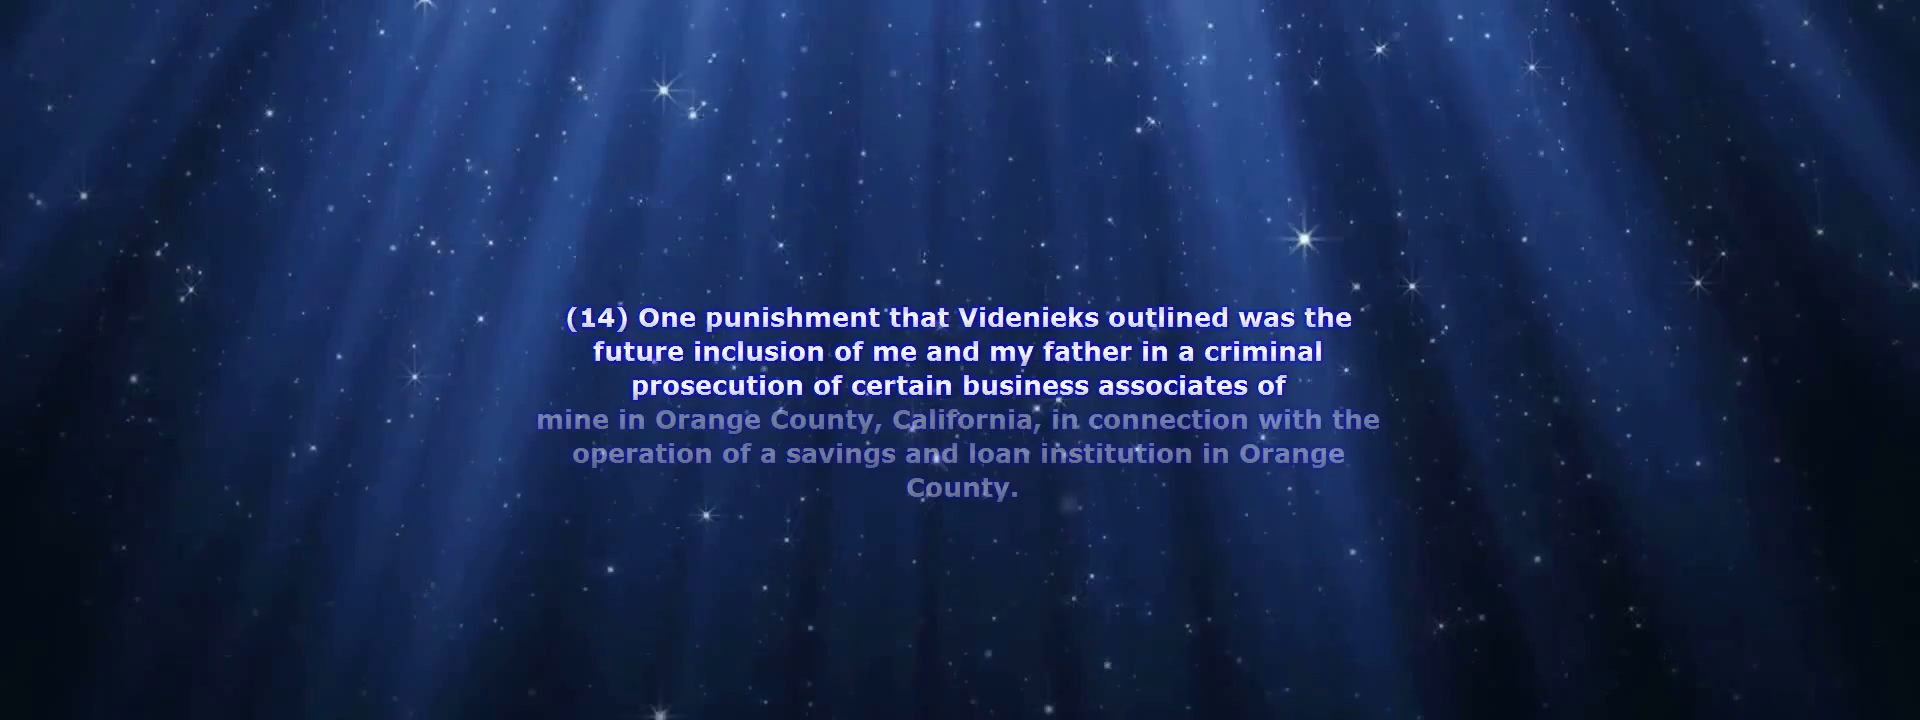 (14) One punishment that Videnieks outlined was the
future inclusion of me and my father in a criminal
prosecution of certain business associates of
mine in Orange County, California, in connection with the
operation of a savings and loan institution in Orange
County.